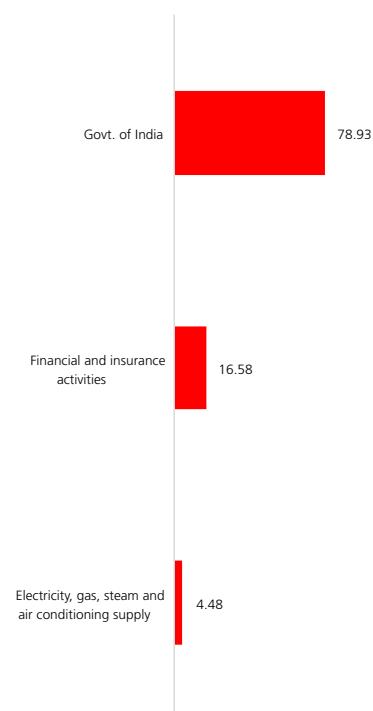 Govt. of India
78.93
Financial and insurance
activities
16.58
Electricity, gas, steam and
air conditioning supply
4.48